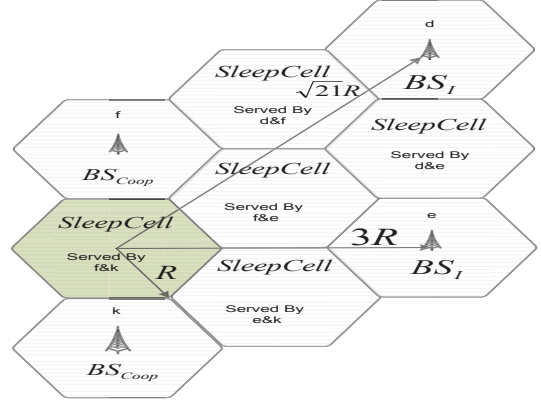 d
BS_I
SleepCell
√21R
Served By
d&f
SleepCell
Served By
d&e
f
BS_Coop
SleepCell
Served By
f&e
SleepCell
Served By
f&k
R
3R
e
BS_I
SleepCell
Served By
e&k
k
BS_Coop